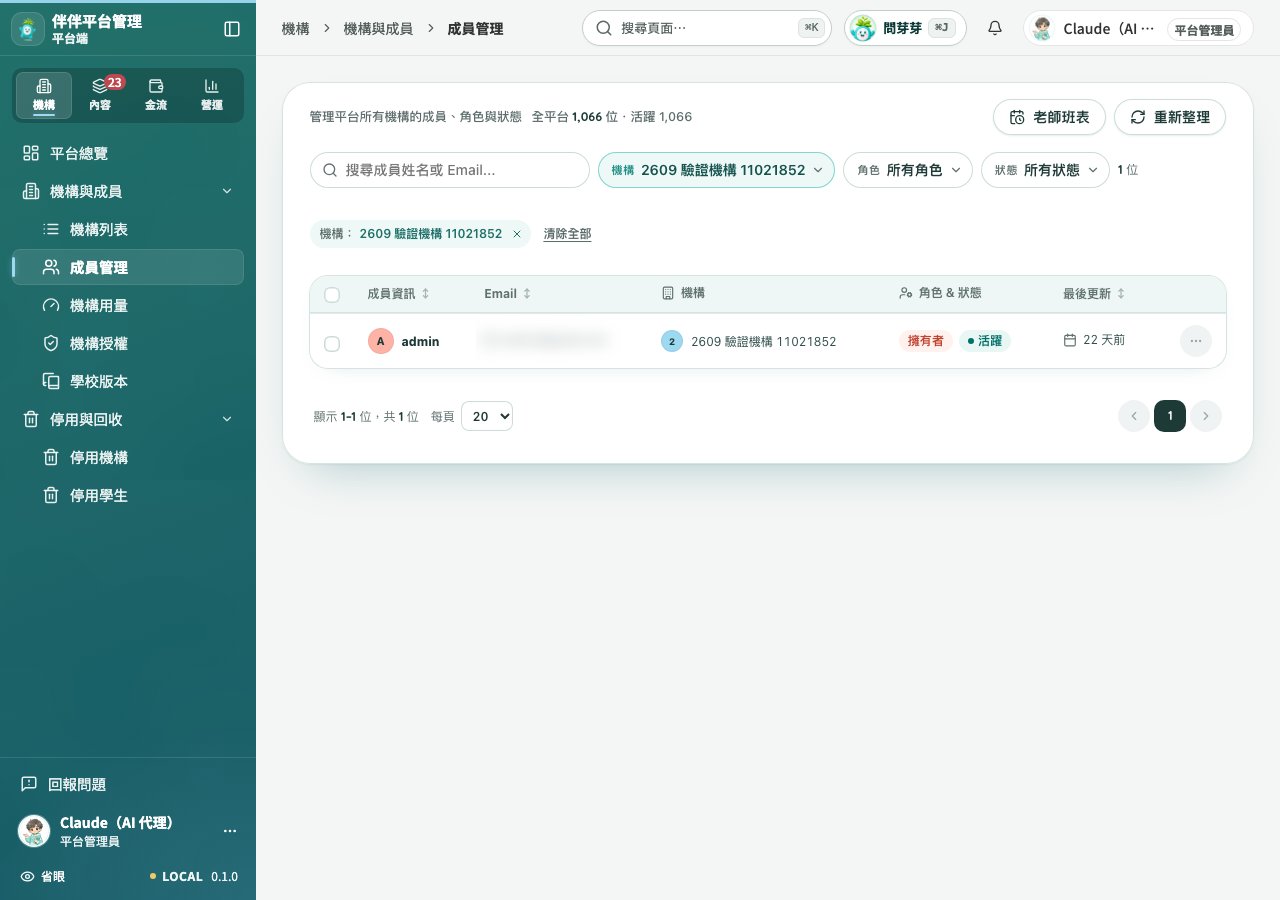 伴伴平台管理
平台端
機構
23
內容
金流
營運
平台總覽
機構與成員
機構列表
成員管理
機構用量
機構授權
學校版本
停用與回收
停用機構
停用學生
回報問題
Claude（AI 代理）
平台管理員
省眼
LOCAL 0.1.0
機構 > 機構與成員 > 成員管理
搜尋頁面… ⌘K
問芽芽 ⌘J
Claude（AI … 平台管理員
管理平台所有機構的成員、角色與狀態 全平台 1,066 位 · 活躍 1,066
老師班表
重新整理
搜尋成員姓名或 Email...
機構 2609 驗證機構 11021852
角色 所有角色
狀態 所有狀態
1 位
機構： 2609 驗證機構 11021852 ×
清除全部
成員資訊 Email 機構 角色 & 狀態 最後更新
A admin 2 2609 驗證機構 11021852 擁有者 活躍 22 天前 ...
顯示 1-1 位，共 1 位 每頁 20
1